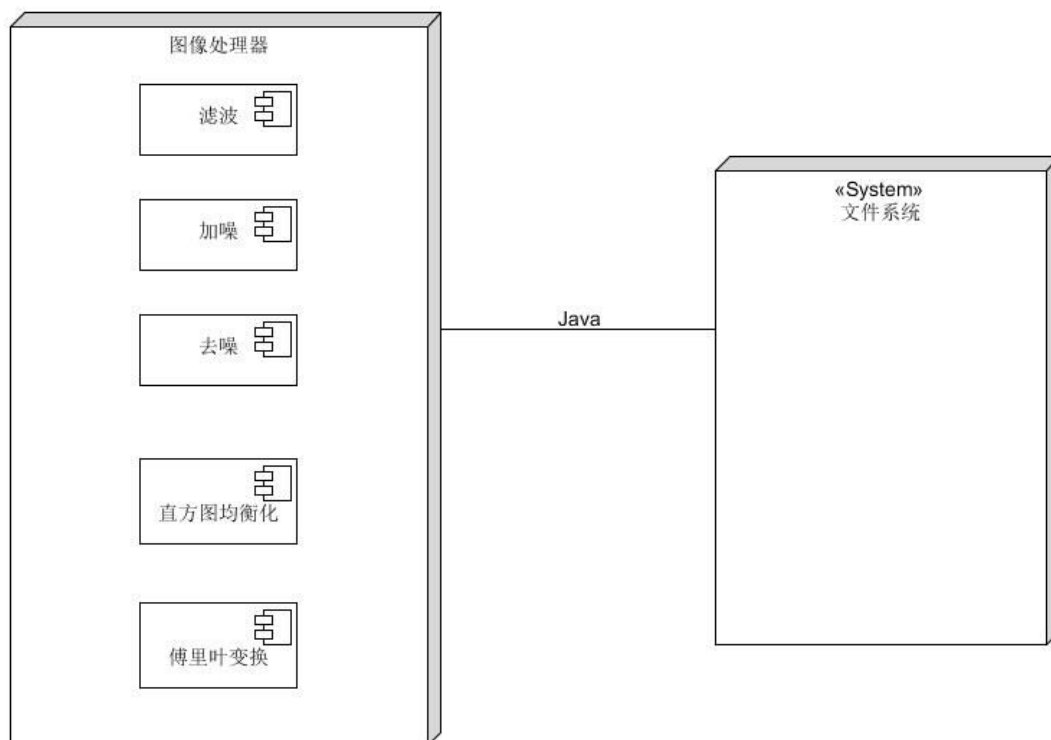 图像处理器
滤波
加噪
去噪
直方图均衡化
傅里叶变换
Java
«System»
文件系统